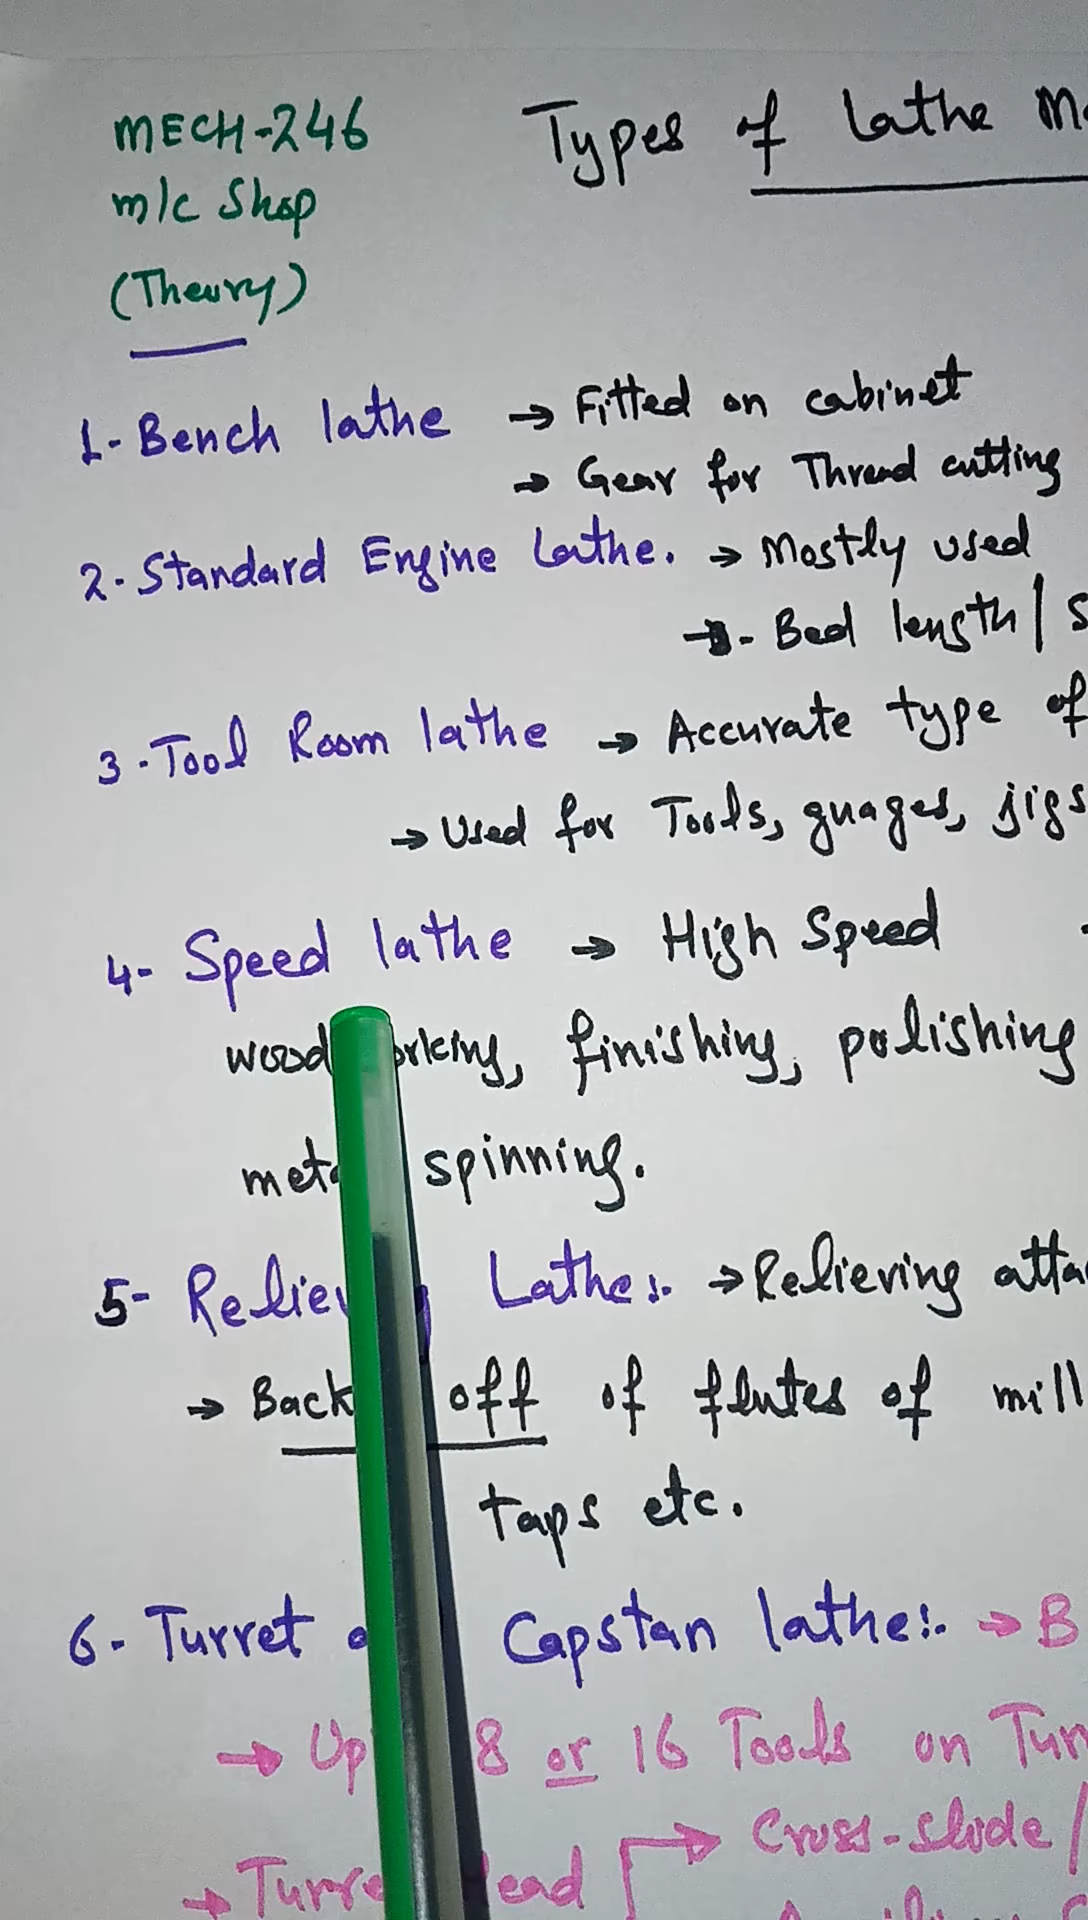 MECH-246
Types of Lathe
m/c Shop
(Theory)
1- Bench lathe → Fitted on cabinet
→ Gear for Thread cutting
2- Standard Engine Lathe. → Mostly used
→ - Bed length/
3- Tool Room lathe → Accurate type of
→ Used for Tools, guages, jigs
4- Speed lathe → High Speed
finishing, polishing
spinning.
5- Lathe:. → Relieving
→ Back off of flutes of mill
taps etc.
6- Turret Capstan lathe:. →
→ Up 8 or 16 Tools on
→ Cross-slide/